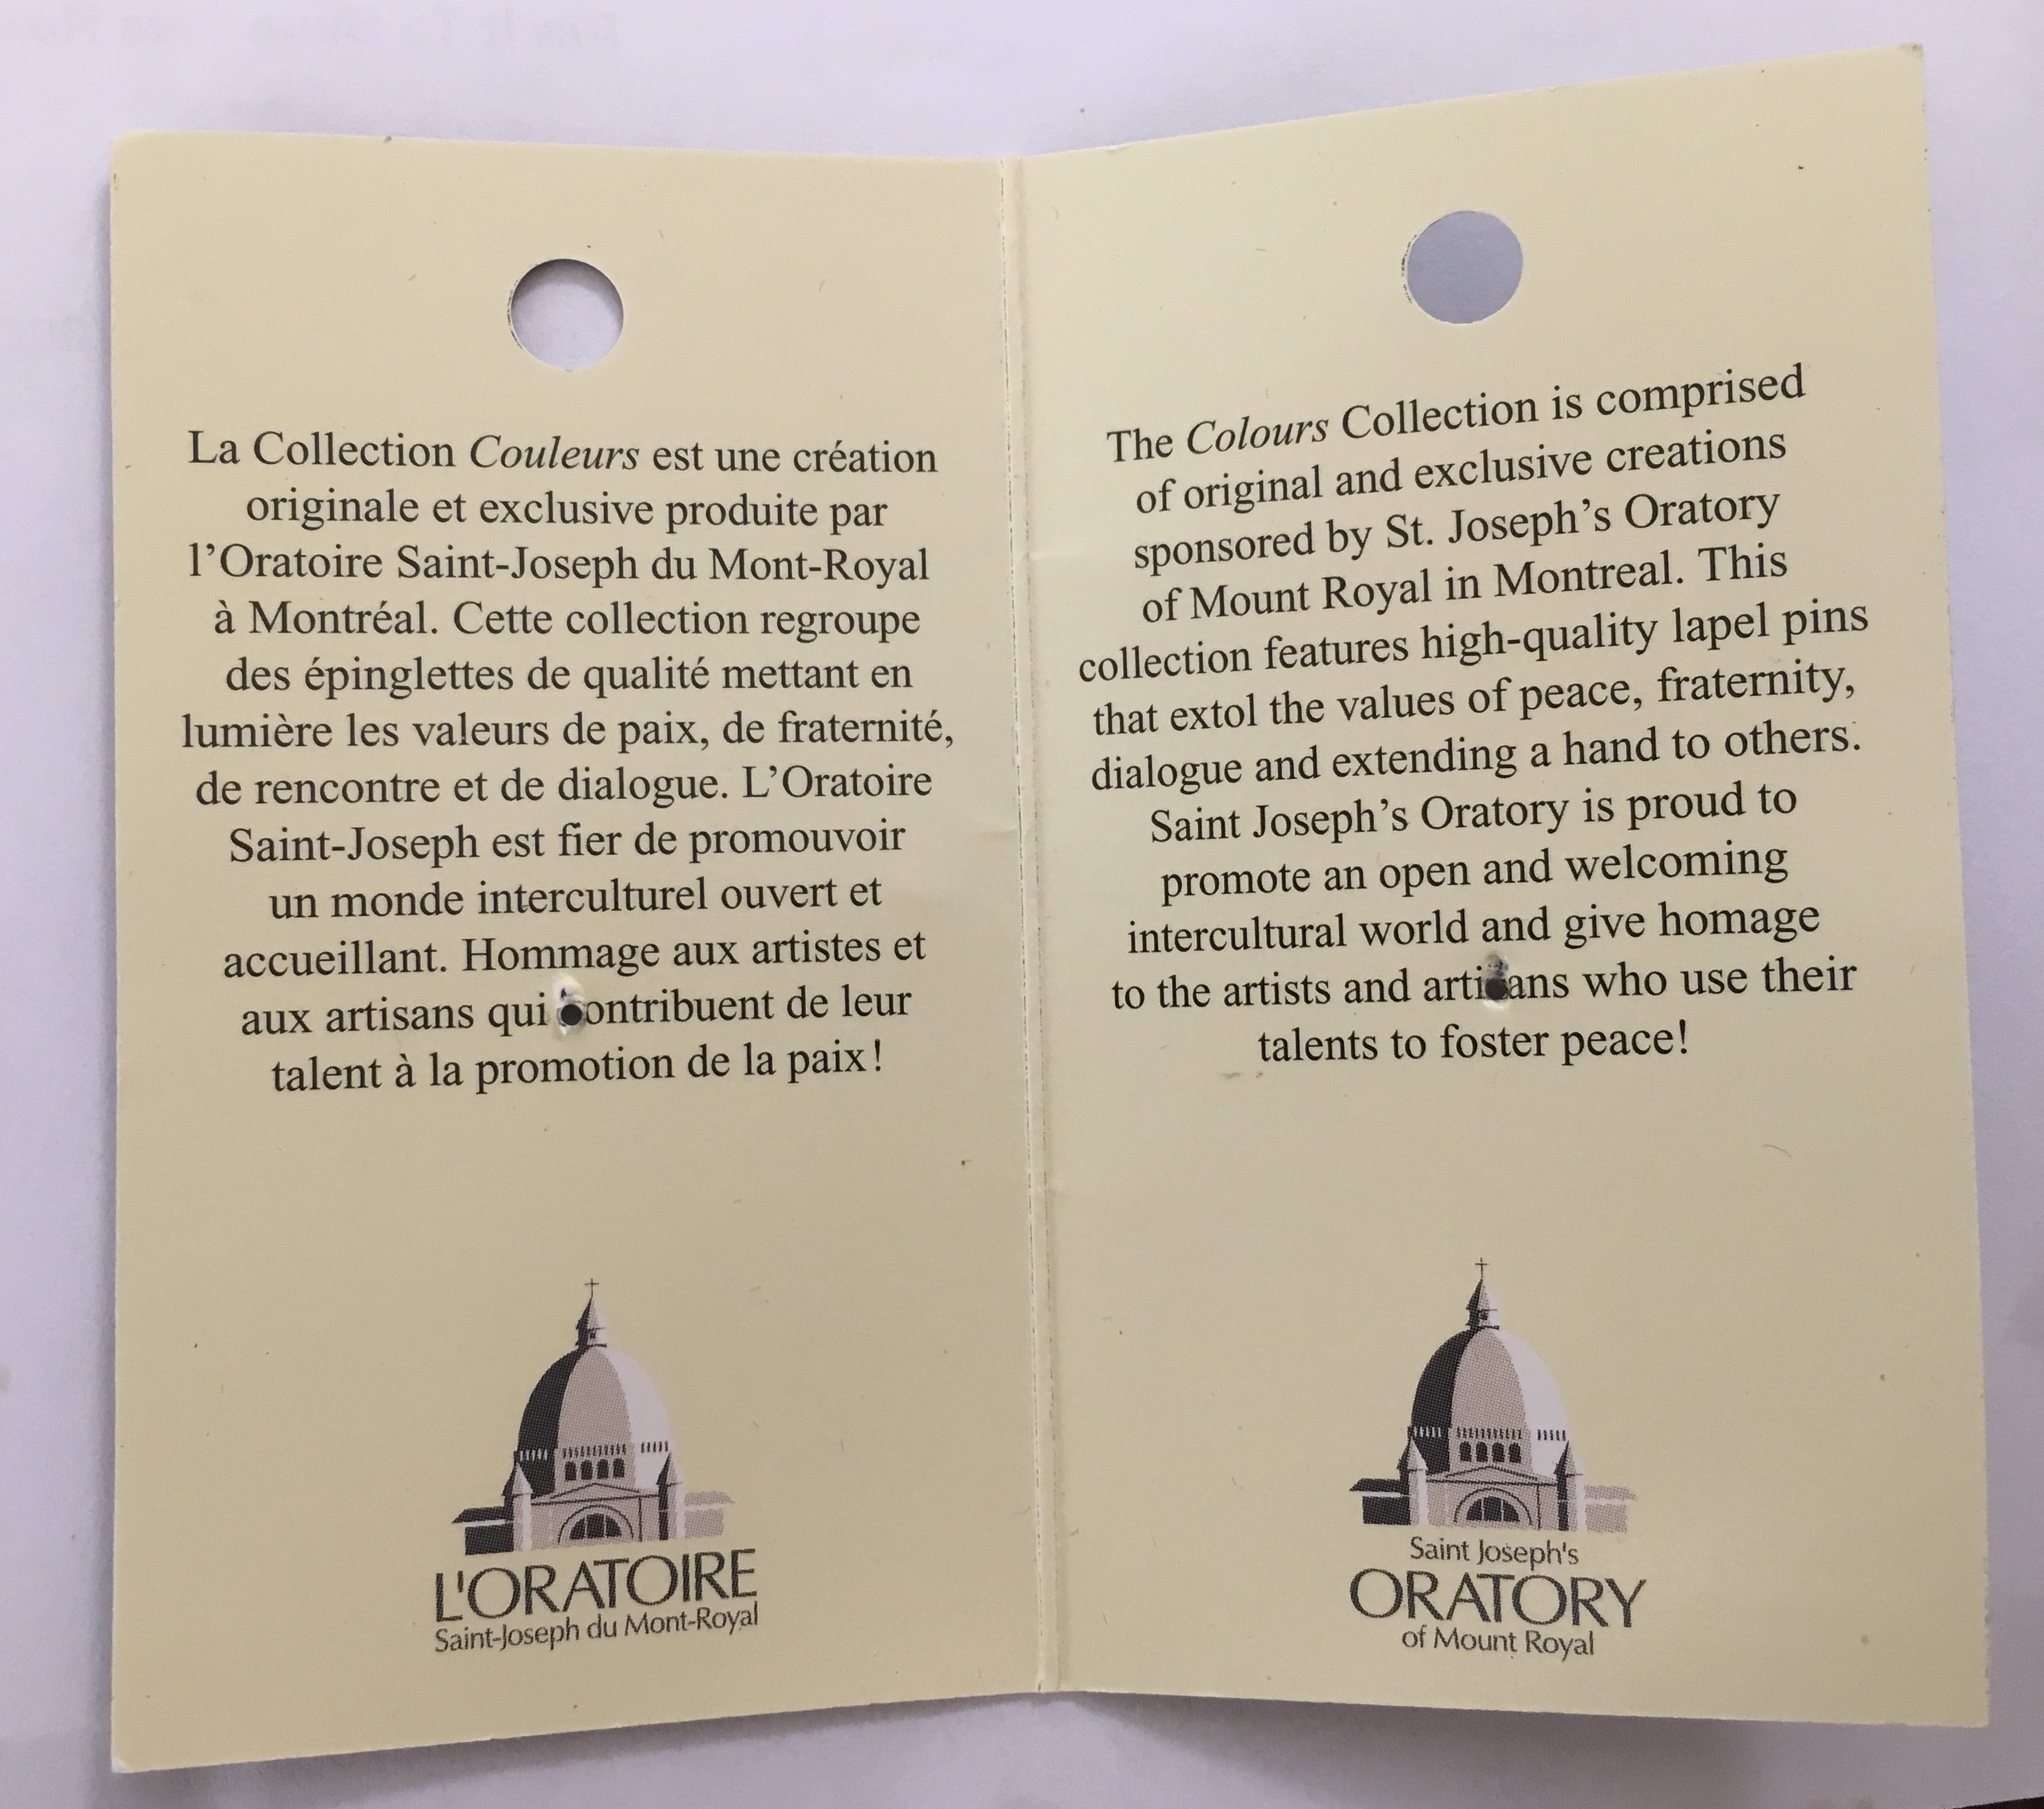 La Collection Couleurs est une création
originale et exclusive produite par
l’Oratoire Saint-Joseph du Mont-Royal
à Montréal. Cette collection regroupe
des épinglettes de qualité mettant en
lumière les valeurs de paix, de fraternité,
de rencontre et de dialogue. L’Oratoire
Saint-Joseph est fier de promouvoir
un monde interculturel ouvert et
accueillant. Hommage aux artistes et
aux artisans qui contribuent de leur
talent à la promotion de la paix!
L'ORATOIRE
Saint-Joseph du Mont-Royal
The Colours Collection is comprised
of original and exclusive creations
sponsored by St. Joseph’s Oratory
of Mount Royal in Montreal. This
collection features high-quality lapel pins
that extol the values of peace, fraternity,
dialogue and extending a hand to others.
Saint Joseph’s Oratory is proud to
promote an open and welcoming
intercultural world and give homage
to the artists and artisans who use their
talents to foster peace!
Saint Joseph's
ORATORY
of Mount Royal